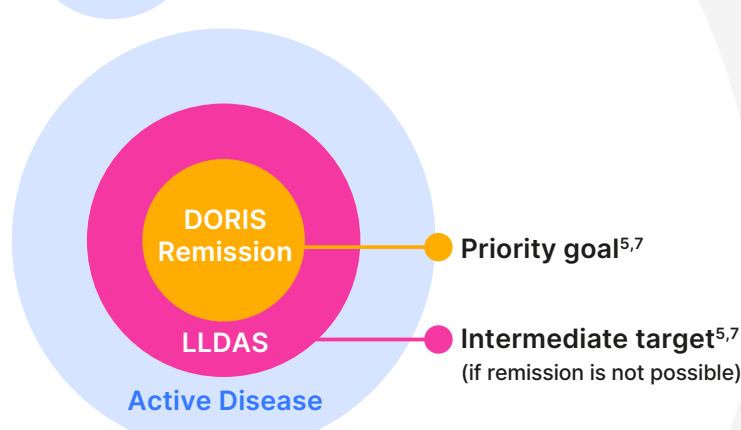 DORIS
Remission
Priority goal⁵,⁷
LLDAS
Intermediate target⁵,⁷
(if remission is not possible)
Active Disease